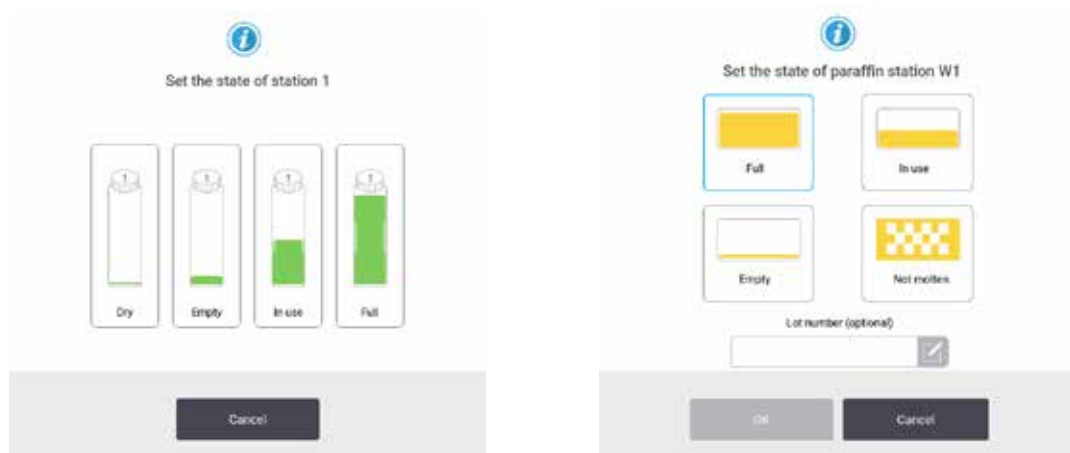 i
Set the state of station 1
1
1
1
1
Dry
Empty
In use
Full
Cancel
i
Set the state of paraffin station W1
Full
In use
Empty
Not molten
Lot number (optional)
OK
Cancel